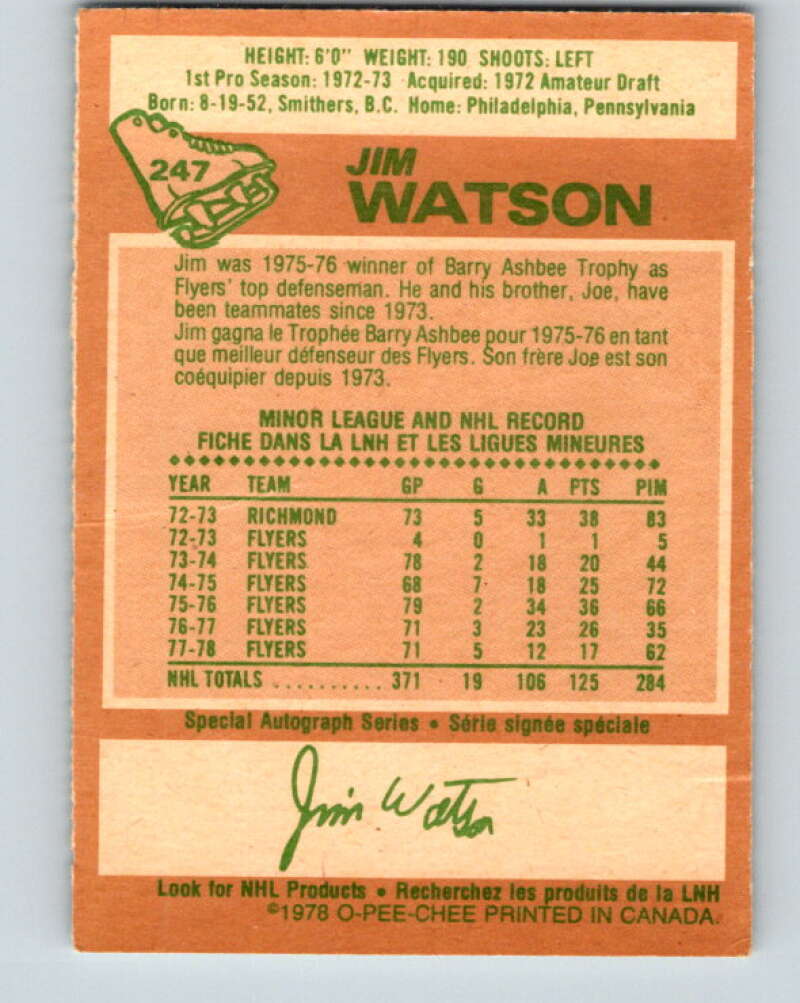 HEIGHT: 6'0" WEIGHT: 190 SHOOTS: LEFT
1st Pro Season: 1972-73 Acquired: 1972 Amateur Draft
Born: 8-19-52, Smithers, B.C. Home: Philadelphia, Pennsylvania
247
JIM
WATSON
Jim was 1975-76 winner of Barry Ashbee Trophy as
Flyers' top defenseman. He and his brother, Joe, have
been teammates since 1973.
Jim gagna le Trophée Barry Ashbee pour 1975-76 en tant
que meilleur défenseur des Flyers. Son frère Joe est son
coéquipier depuis 1973.
MINOR LEAGUE AND NHL RECORD
FICHE DANS LA LNH ET LES LIGUES MINEURES
YEAR TEAM GP G A PTS PIM
72-73 RICHMOND 73 5 33 38 83
72-73 FLYERS 4 0 1 1 5
73-74 FLYERS 78 2 18 20 44
74-75 FLYERS 68 7 18 25 72
75-76 FLYERS 79 2 34 36 66
76-77 FLYERS 71 3 23 26 35
77-78 FLYERS 71 5 12 17 62
NHL TOTALS .......... 371 19 106 125 284
Special Autograph Series • Série signée spéciale
Jim Watson
Look for NHL Products • Recherchez les produits de la LNH
©1978 O-PEE-CHEE PRINTED IN CANADA.